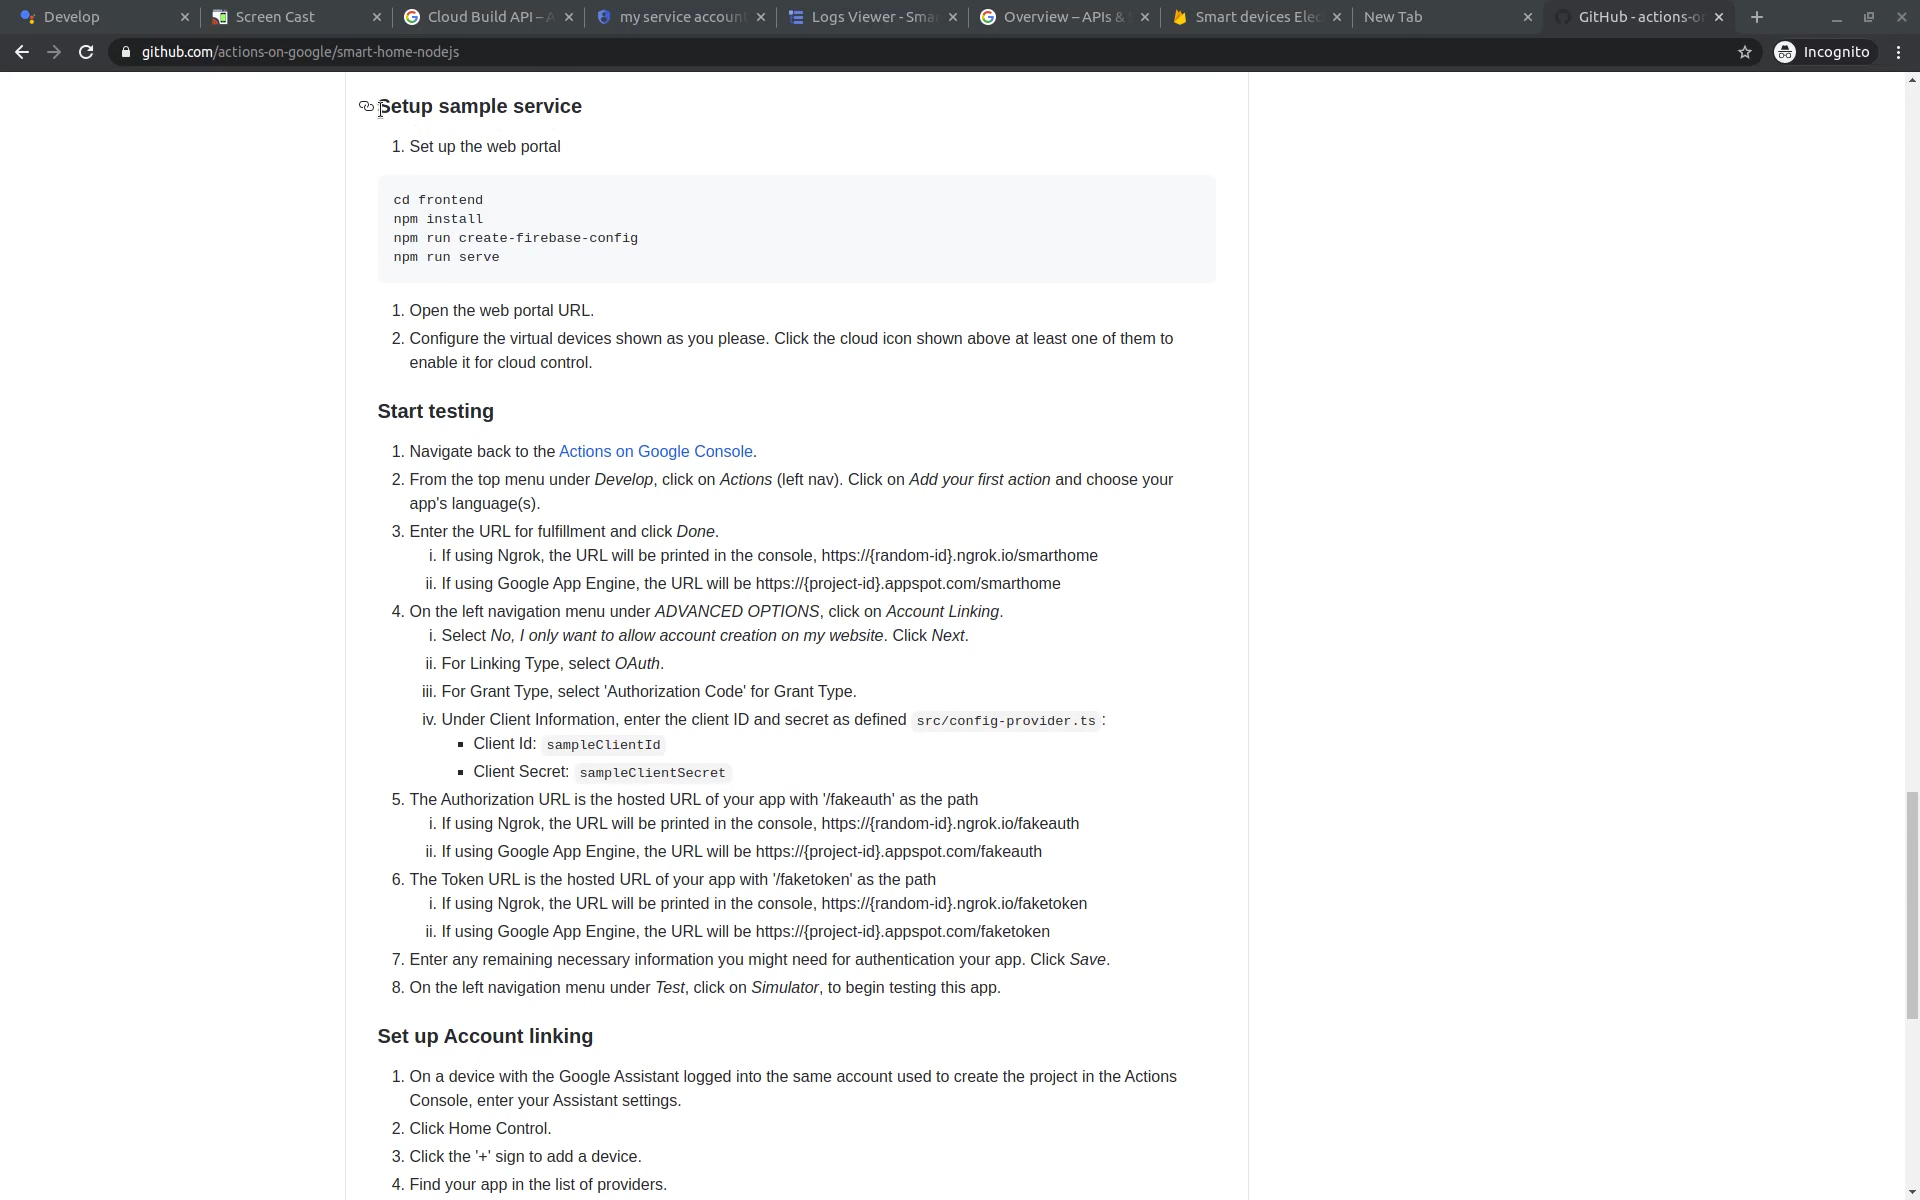 Develop
Screen Cast
Cloud Build API – A
my service account
Logs Viewer - Smar
Overview – APIs &
Smart devices Elec
New Tab
GitHub - actions-on
github.com/actions-on-google/smart-home-nodejs
Incognito
Setup sample service
1. Set up the web portal
cd frontend
npm install
npm run create-firebase-config
npm run serve
1. Open the web portal URL.
2. Configure the virtual devices shown as you please. Click the cloud icon shown above at least one of them to
enable it for cloud control.
Start testing
1. Navigate back to the Actions on Google Console.
2. From the top menu under Develop, click on Actions (left nav). Click on Add your first action and choose your
app's language(s).
3. Enter the URL for fulfillment and click Done.
i. If using Ngrok, the URL will be printed in the console, https://{random-id}.ngrok.io/smarthome
ii. If using Google App Engine, the URL will be https://{project-id}.appspot.com/smarthome
4. On the left navigation menu under ADVANCED OPTIONS, click on Account Linking.
i. Select No, I only want to allow account creation on my website. Click Next.
ii. For Linking Type, select OAuth.
iii. For Grant Type, select 'Authorization Code' for Grant Type.
iv. Under Client Information, enter the client ID and secret as defined src/config-provider.ts :
▪ Client Id: sampleClientId
▪ Client Secret: sampleClientSecret
5. The Authorization URL is the hosted URL of your app with '/fakeauth' as the path
i. If using Ngrok, the URL will be printed in the console, https://{random-id}.ngrok.io/fakeauth
ii. If using Google App Engine, the URL will be https://{project-id}.appspot.com/fakeauth
6. The Token URL is the hosted URL of your app with '/faketoken' as the path
i. If using Ngrok, the URL will be printed in the console, https://{random-id}.ngrok.io/faketoken
ii. If using Google App Engine, the URL will be https://{project-id}.appspot.com/faketoken
7. Enter any remaining necessary information you might need for authentication your app. Click Save.
8. On the left navigation menu under Test, click on Simulator, to begin testing this app.
Set up Account linking
1. On a device with the Google Assistant logged into the same account used to create the project in the Actions
Console, enter your Assistant settings.
2. Click Home Control.
3. Click the '+' sign to add a device.
4. Find your app in the list of providers.